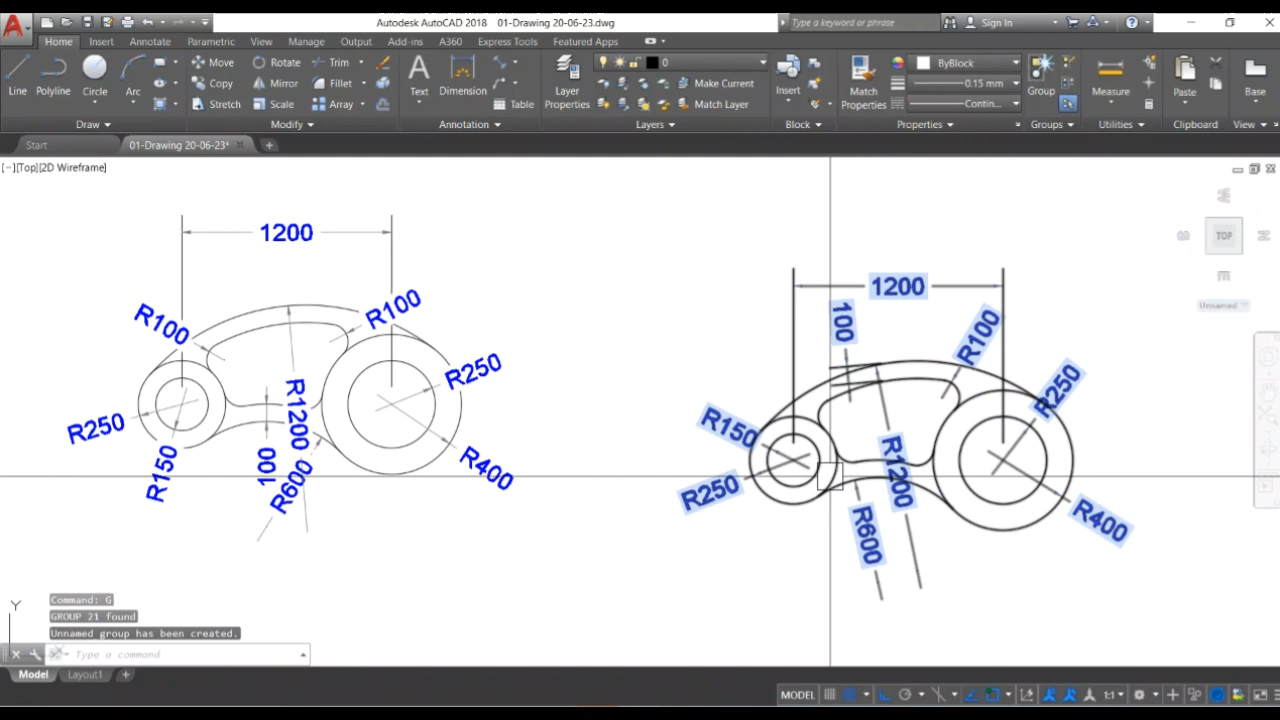 Autodesk AutoCAD 2018 01-Drawing 20-06-23.dwg
Type a keyword or phrase
Sign In
Home Insert Annotate Parametric View Manage Output Add-ins A360 Express Tools Featured Apps
Line Polyline Circle Arc
Move Rotate Trim
Copy Mirror Fillet
Stretch Scale Array
Text Dimension Table
Layer Properties
0
Make Current
Match Layer
Insert
Match Properties
ByBlock
0.15 mm
Contin...
Group
Measure
Paste
Base
Draw Modify Annotation Layers Block Properties Groups Utilities Clipboard View
Start 01-Drawing 20-06-23*
[−][Top][2D Wireframe]
1200
R100
R100
R250
R250
R150
R1200
100
R600
R400
1200
100
R100
R250
R150
R250
R1200
R600
R400
W
S TOP N
E
Unnamed
Y
Command: G
GROUP 21 found
Unnamed group has been created.
Type a command
Model Layout1
MODEL
1:1